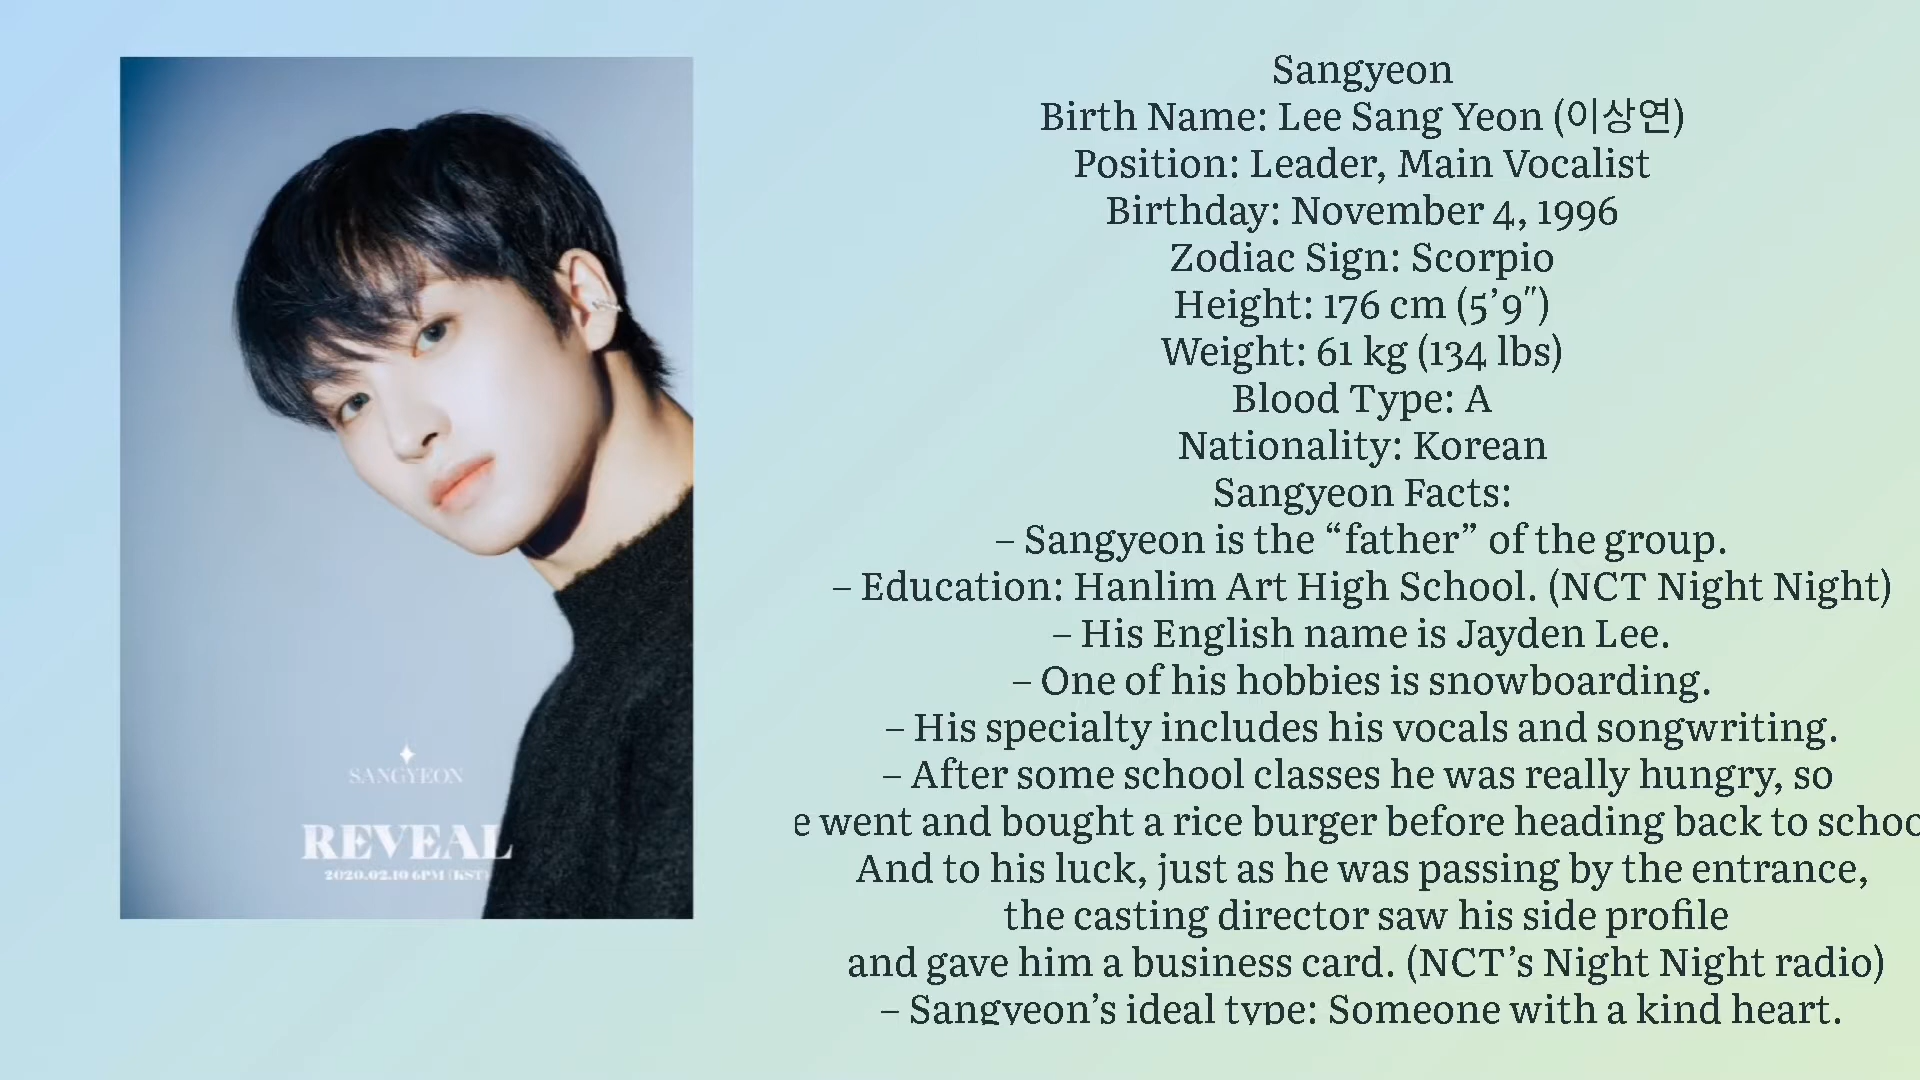 SANGYEON
REVEAL
2020.02.10 6PM (KST)
Sangyeon
Birth Name: Lee Sang Yeon (이상연)
Position: Leader, Main Vocalist
Birthday: November 4, 1996
Zodiac Sign: Scorpio
Height: 176 cm (5’9″)
Weight: 61 kg (134 lbs)
Blood Type: A
Nationality: Korean
Sangyeon Facts:
– Sangyeon is the “father” of the group.
– Education: Hanlim Art High School. (NCT Night Night)
– His English name is Jayden Lee.
– One of his hobbies is snowboarding.
– His specialty includes his vocals and songwriting.
– After some school classes he was really hungry, so
e went and bought a rice burger before heading back to schoo
And to his luck, just as he was passing by the entrance,
the casting director saw his side profile
and gave him a business card. (NCT’s Night Night radio)
– Sangyeon’s ideal type: Someone with a kind heart.